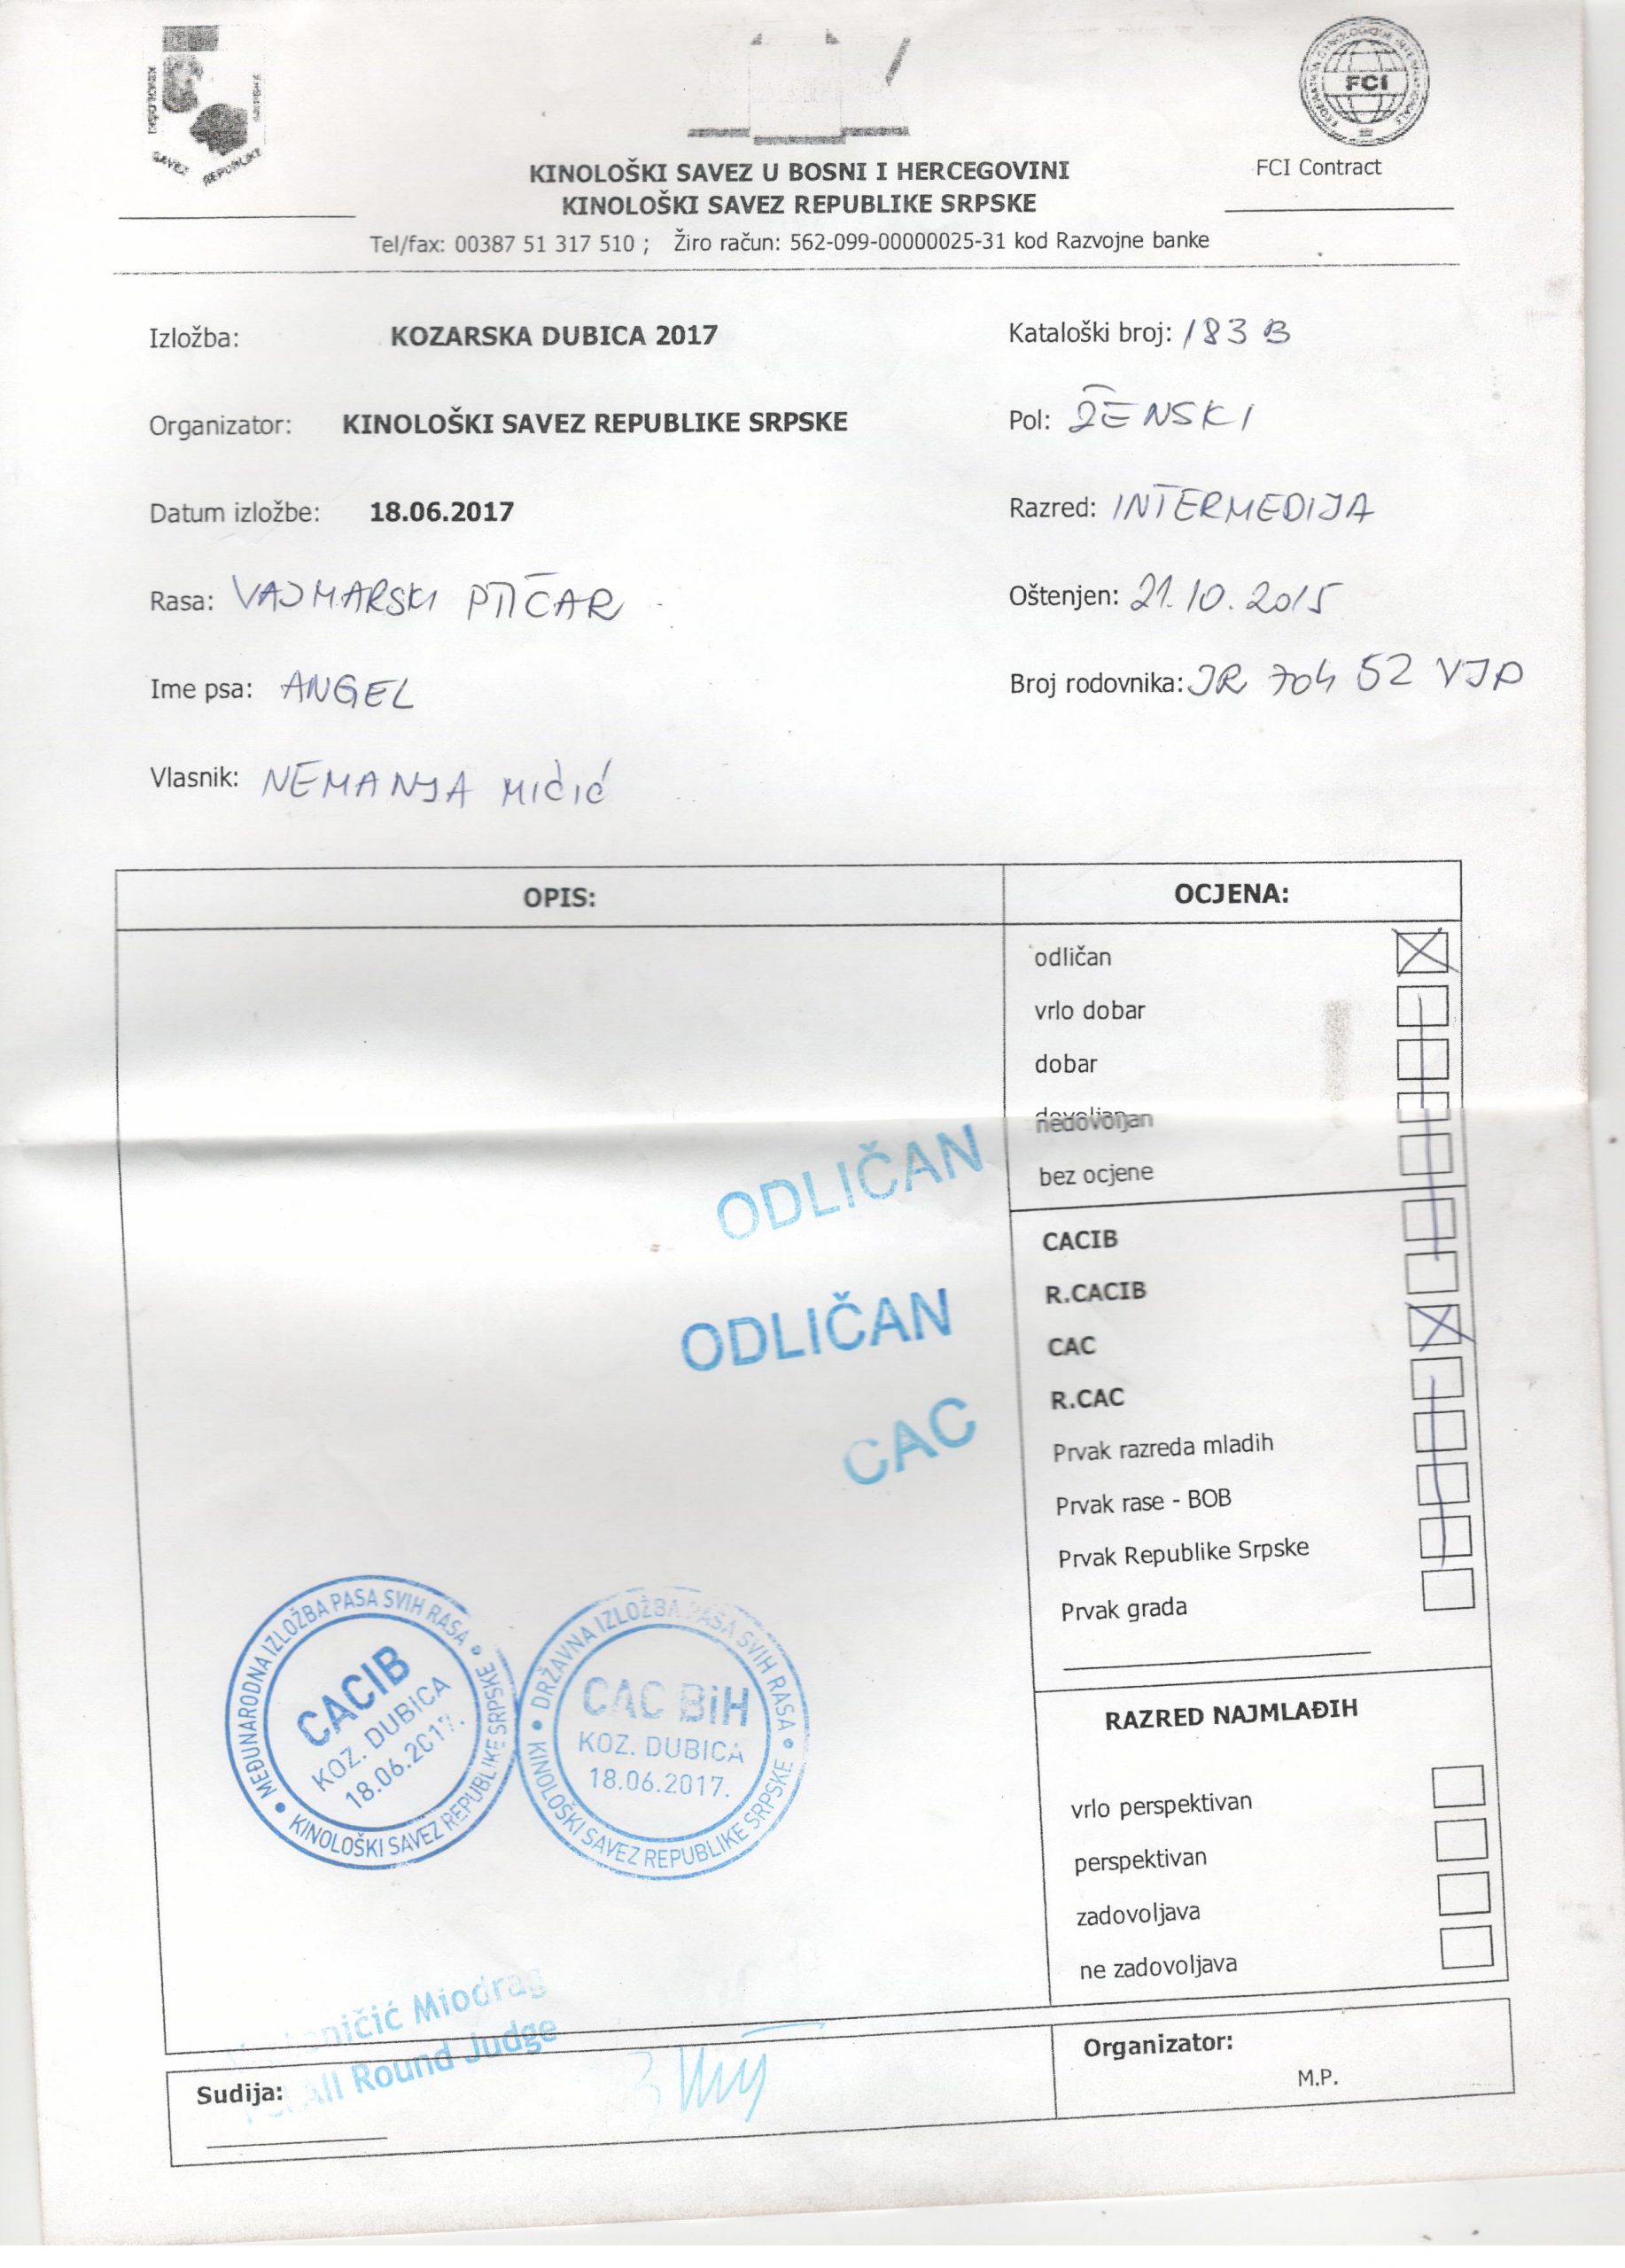 KINOLOŠKI SAVEZ REPUBLIKE SRPSKE
FCI
FCI Contract
KINOLOŠKI SAVEZ U BOSNI I HERCEGOVINI
KINOLOŠKI SAVEZ REPUBLIKE SRPSKE
Tel/fax: 00387 51 317 510 ; Žiro račun: 562-099-00000025-31 kod Razvojne banke
Izložba: KOZARSKA DUBICA 2017
Kataloški broj: 183 B
Organizator: KINOLOŠKI SAVEZ REPUBLIKE SRPSKE
Pol: ŽENSKI
Datum izložbe: 18.06.2017
Razred: INTERMEDIJA
Rasa: VAJMARSKI PTIČAR
Oštenjen: 21.10.2015
Ime psa: ANGEL
Broj rodovnika: JR 704 52 VJP
Vlasnik: NEMANJA MIĆIĆ
OPIS:
OCJENA:
odličan
vrlo dobar
dobar
nedovoljan
bez ocjene
ODLIČAN
ODLIČAN
CAC
CACIB
R.CACIB
CAC
R.CAC
Prvak razreda mladih
Prvak rase - BOB
Prvak Republike Srpske
Prvak grada
MEĐUNARODNA IZLOŽBA PASA SVIH RASA
KINOLOŠKI SAVEZ REPUBLIKE SRPSKE
CACIB
KOZ. DUBICA
18.06.2017.
DRŽAVNA IZLOŽBA PASA SVIH RASA
KINOLOŠKI SAVEZ REPUBLIKE SRPSKE
CAC BiH
KOZ. DUBICA
18.06.2017.
RAZRED NAJMLAĐIH
vrlo perspektivan
perspektivan
zadovoljava
ne zadovoljava
Miodrag
All Round Judge
Sudija:
Organizator:
M.P.